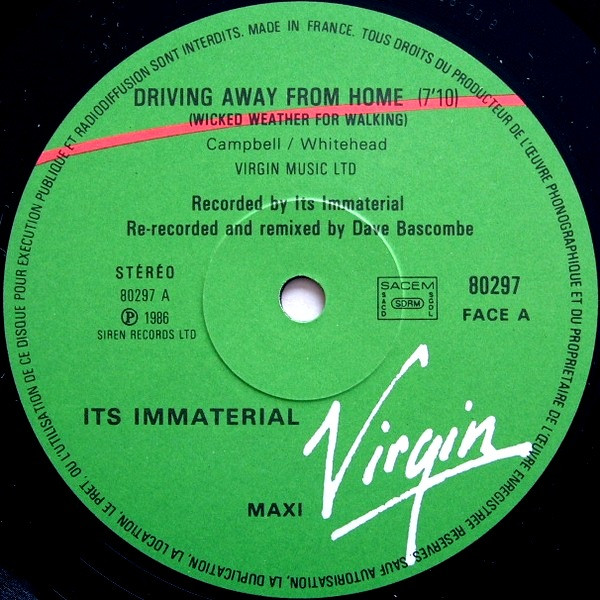 DRIVING AWAY FROM HOME (7'10)
(WICKED WEATHER FOR WALKING)
Campbell / Whitehead
VIRGIN MUSIC LTD
Recorded by Its Immaterial
Re-recorded and remixed by Dave Bascombe
STÉRÉO
80297 A
Ⓟ 1986
SIREN RECORDS LTD
SACEM
SACD
SDRM
SGDL
80297
FACE A
ITS IMMATERIAL
Virgin
MAXI
MADE IN FRANCE. TOUS DROITS DU PRODUCTEUR DE L'ŒUVRE PHONOGRAPHIQUE ET DU PROPRIETAIRE DE L'ŒUVRE ENREGISTREE RESERVES. SAUF AUTORISATION, LA DUPLICATION, LA LOCATION, LE PRET, OU L'UTILISATION DE CE DISQUE POUR EXECUTION PUBLIQUE ET RADIODIFFUSION SONT INTERDITS.